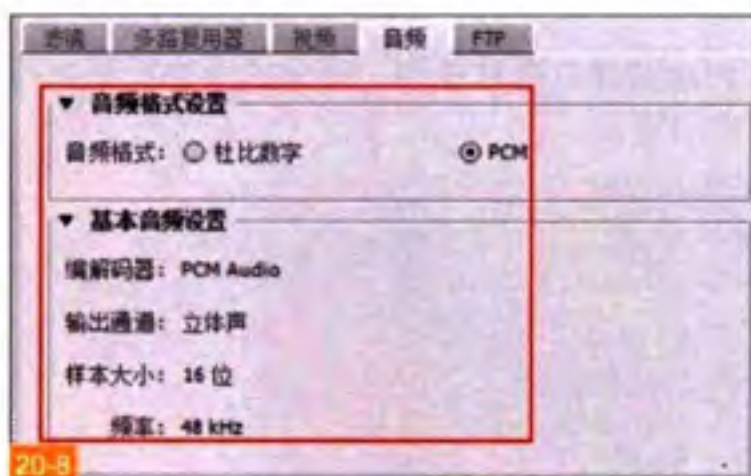 滤镜 多路复用器 视频 音频 FTP
▼ 音频格式设置
音频格式: ○ 杜比数字 ◉ PCM
▼ 基本音频设置
编解码器: PCM Audio
输出通道: 立体声
样本大小: 16 位
频率: 48 kHz
20-8